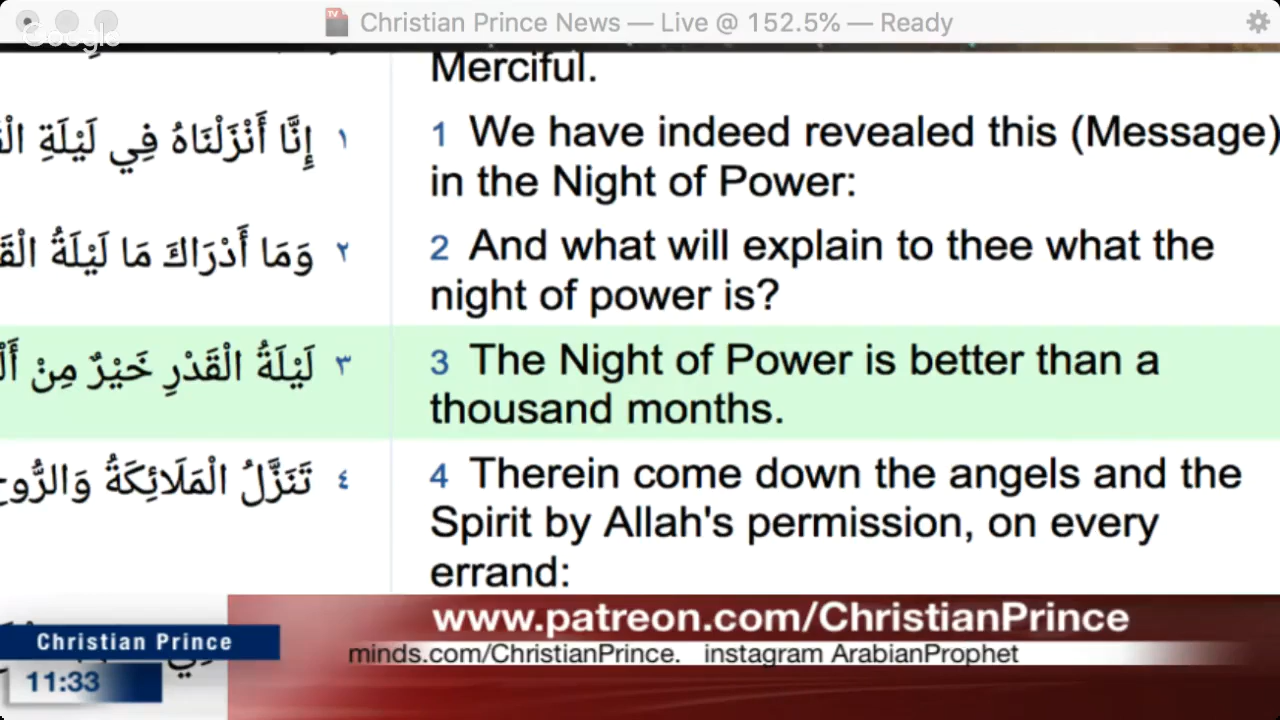 Christian Prince News — Live @ 152.5% — Ready
Google
Merciful.
١ إِنَّا أَنْزَلْنَاهُ فِي لَيْلَةِ
1 We have indeed revealed this (Message)
in the Night of Power:
٢ وَمَا أَدْرَاكَ مَا لَيْلَةُ
2 And what will explain to thee what the
night of power is?
٣ لَيْلَةُ الْقَدْرِ خَيْرٌ مِنْ
3 The Night of Power is better than a
thousand months.
٤ تَنَزَّلُ الْمَلَائِكَةُ
4 Therein come down the angels and the
Spirit by Allah's permission, on every
errand:
www.patreon.com/ChristianPrince
Christian Prince
minds.com/ChristianPrince. instagram ArabianProphet
11:33